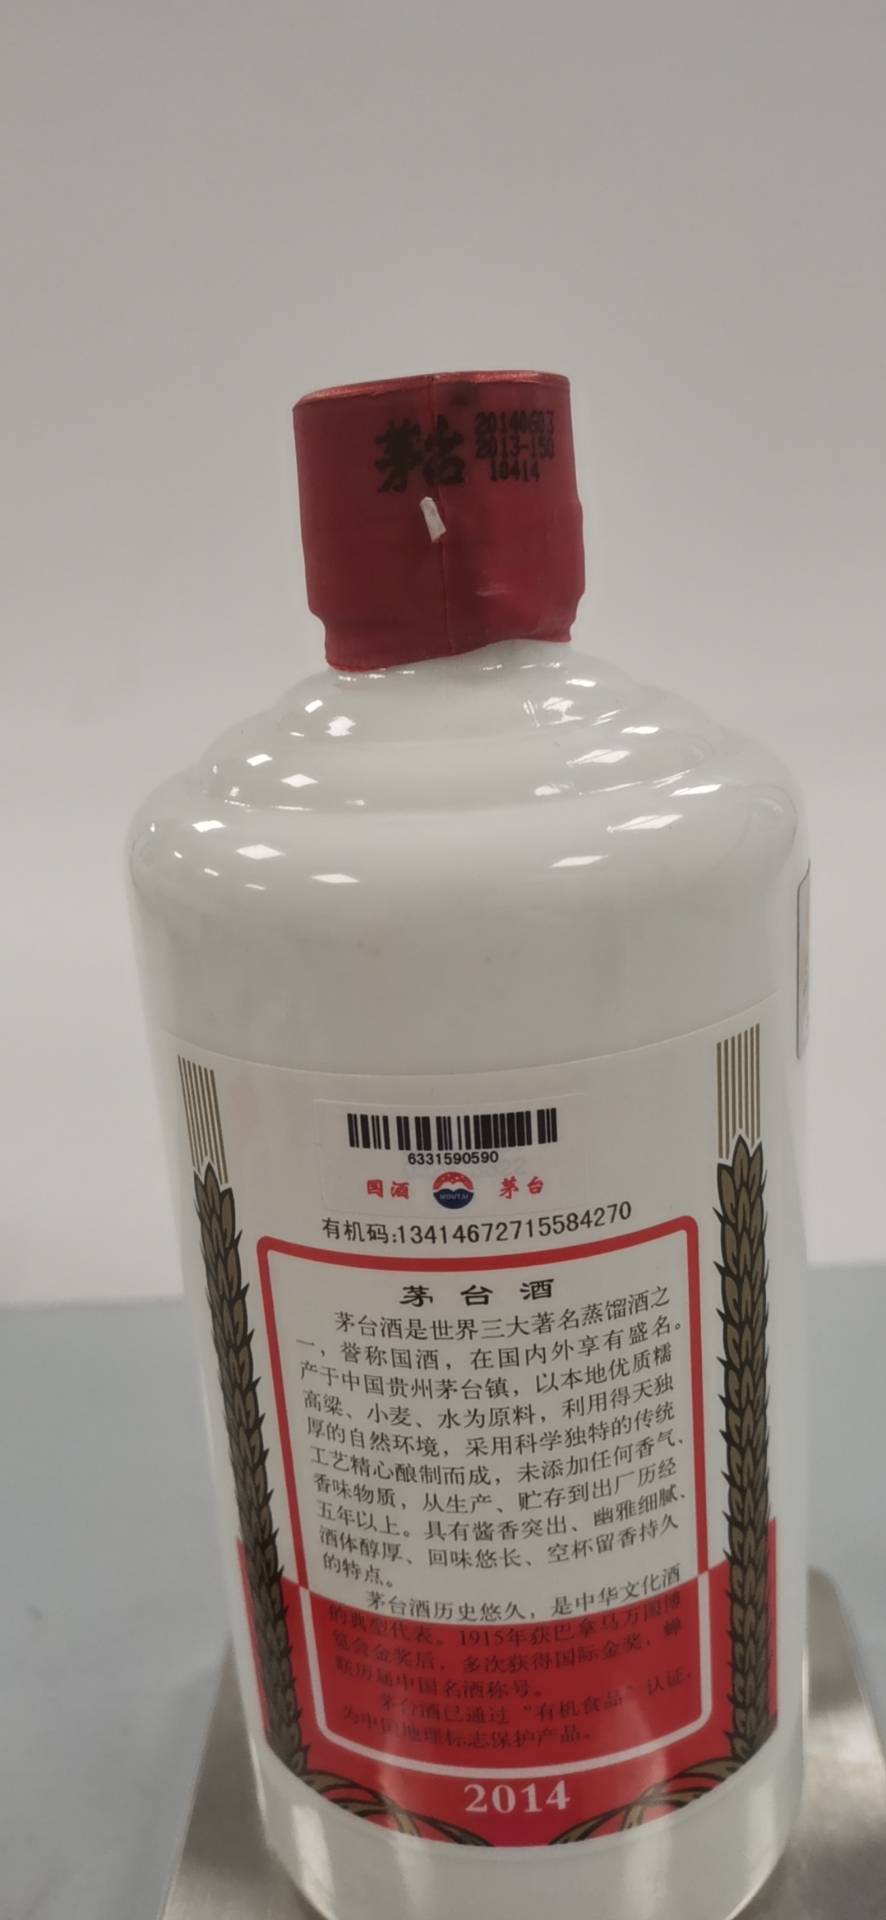 茅台
20140603
2013-150
10414
6331590590
国酒
MOUTAI
茅台
有机码:13414672715584270
茅台酒
茅台酒是世界三大著名蒸馏酒之
一，誉称国酒，在国内外享有盛名。
产于中国贵州茅台镇，以本地优质糯
高粱、小麦、水为原料，利用得天独
厚的自然环境，采用科学独特的传统
工艺精心酿制而成，未添加任何香气、
香味物质，从生产、贮存到出厂历经
五年以上。具有酱香突出、幽雅细腻、
酒体醇厚、回味悠长、空杯留香持久
的特点。
茅台酒历史悠久，是中华文化酒
的典型代表。1915年获巴拿马万国博
览会金奖后，多次获得国际金奖，蝉
联历届中国名酒称号。
茅台酒已通过“有机食品”认证，
为中国地理标志保护产品。
2014